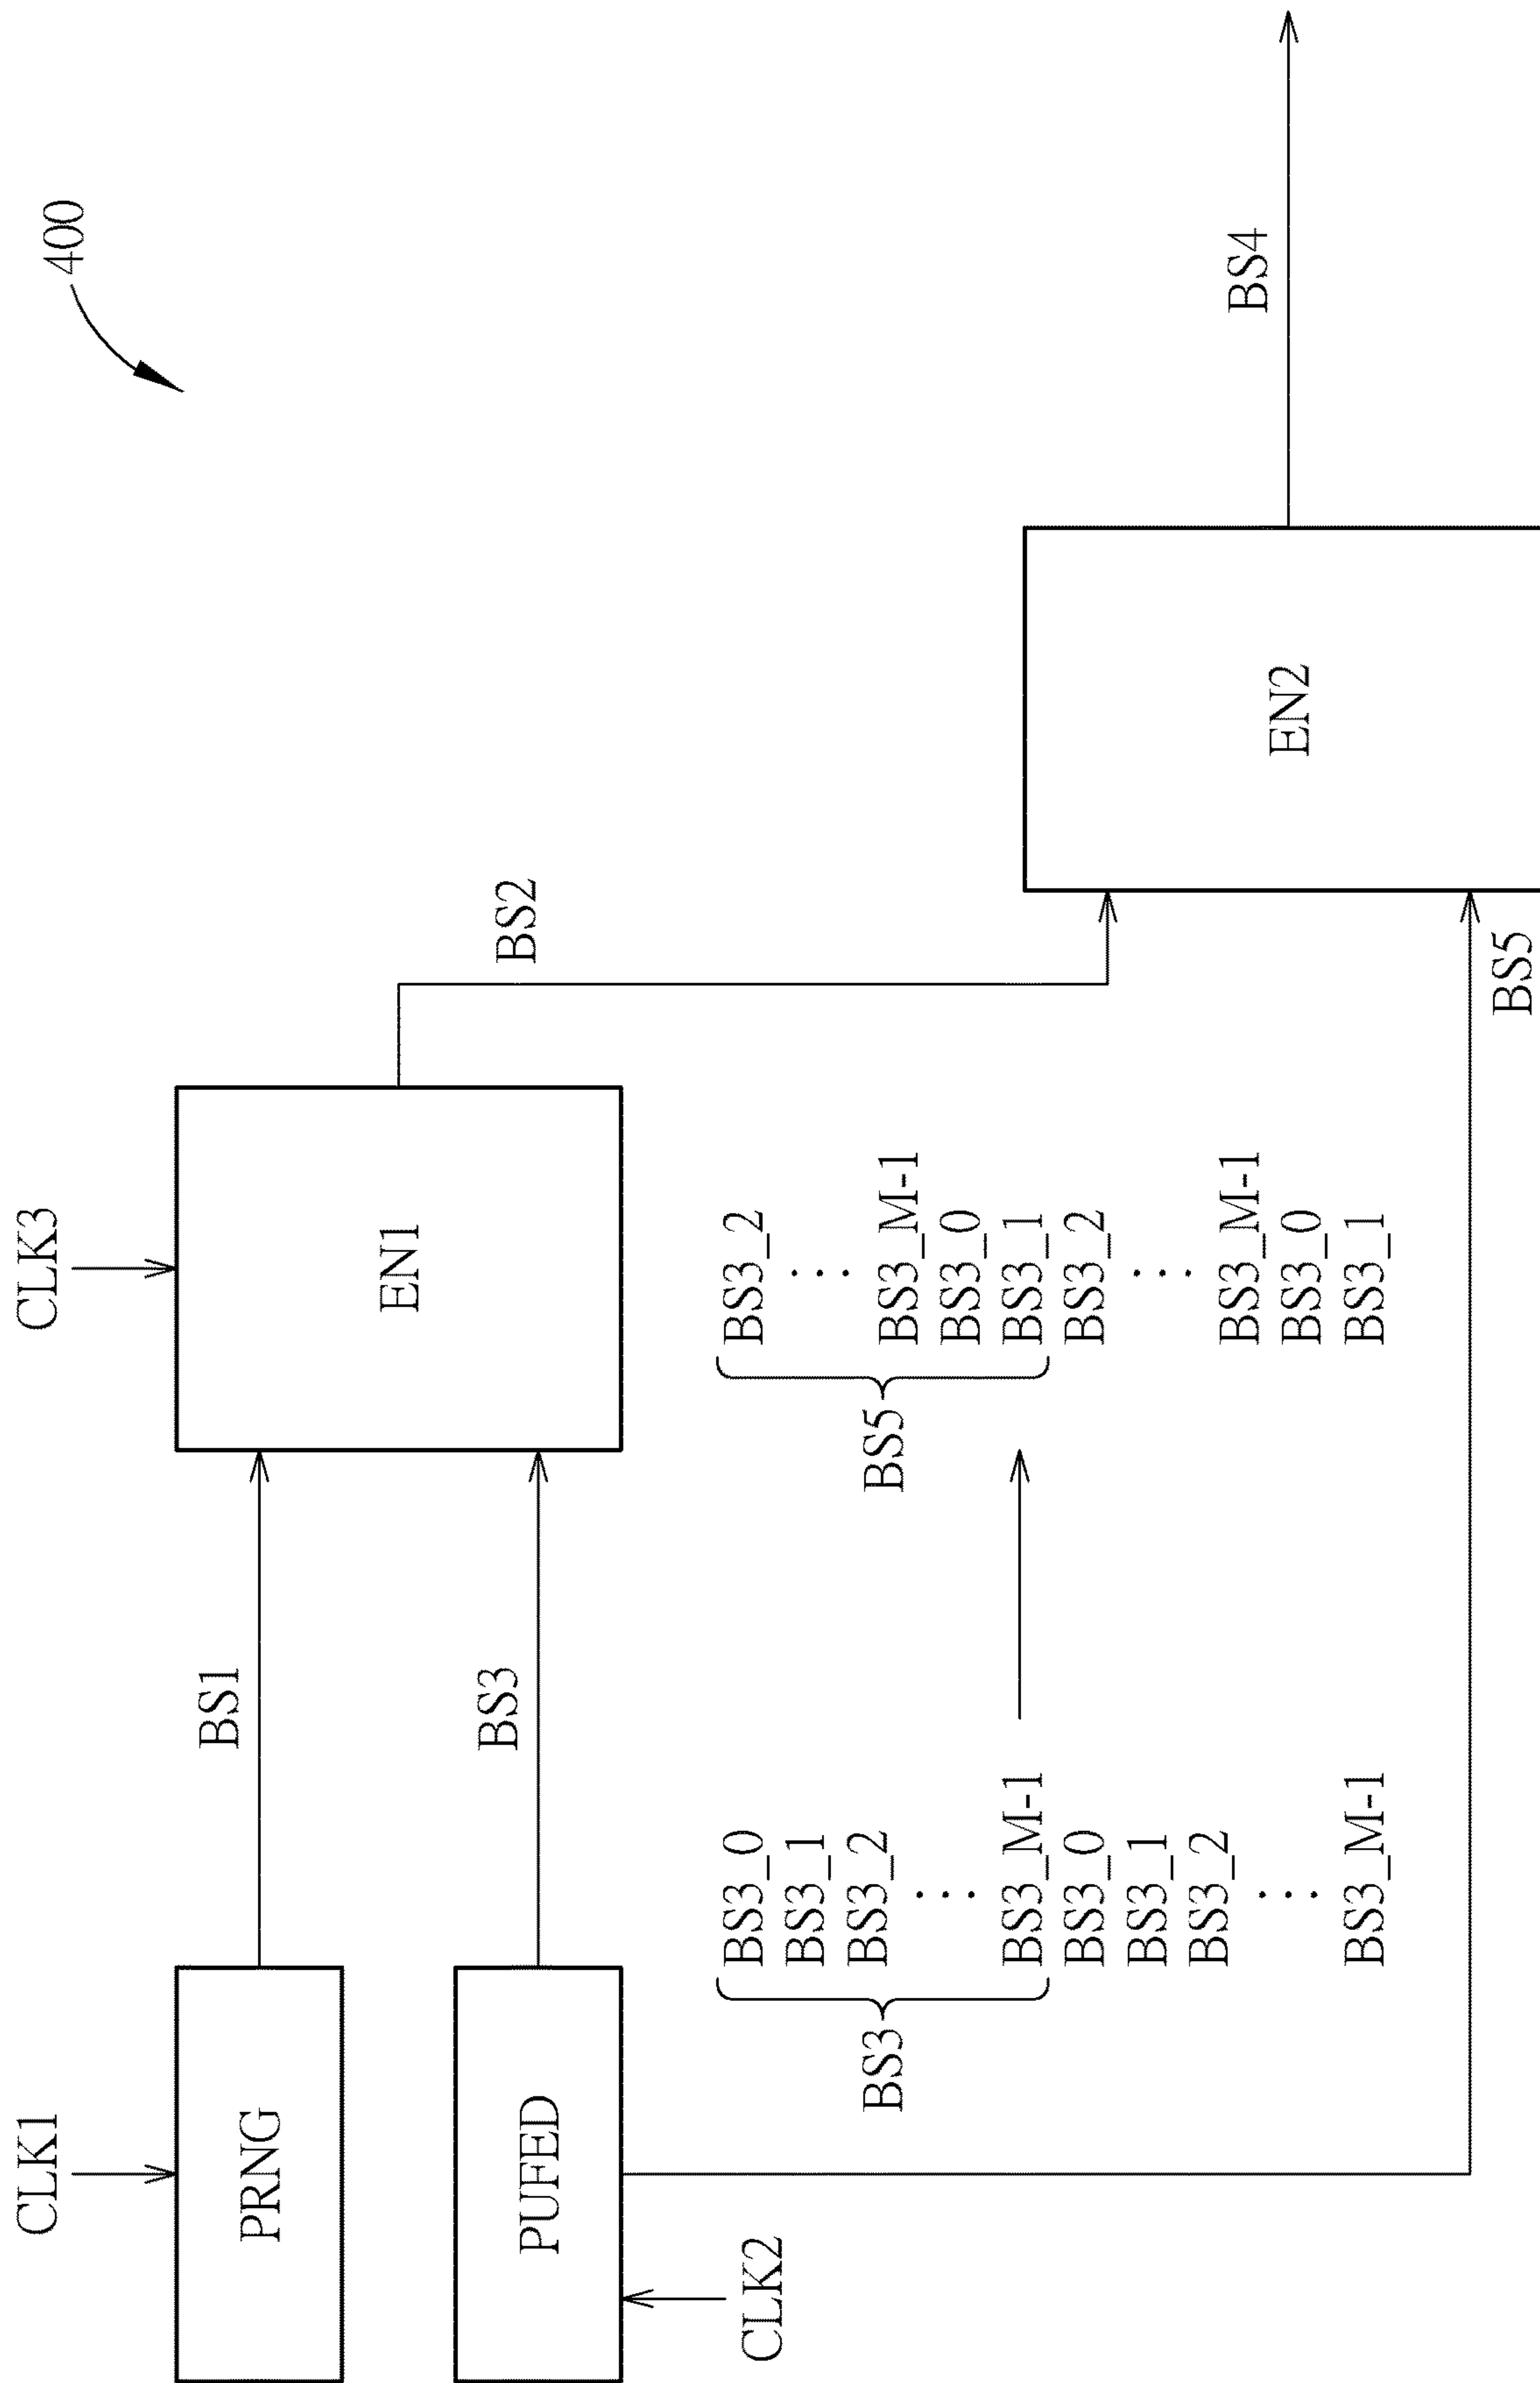 400
CLK1
CLK3
PRNG
BS1
EN1
PUFED
BS3
BS2
CLK2
BS3
BS3_0
BS3_1
BS3_2
...
BS3_M-1
BS3_0
BS3_1
BS3_2
...
BS3_M-1
BS5
BS3_2
...
BS3_M-1
BS3_0
BS3_1
BS3_2
...
BS3_M-1
BS3_0
BS3_1
EN2
BS4
BS5